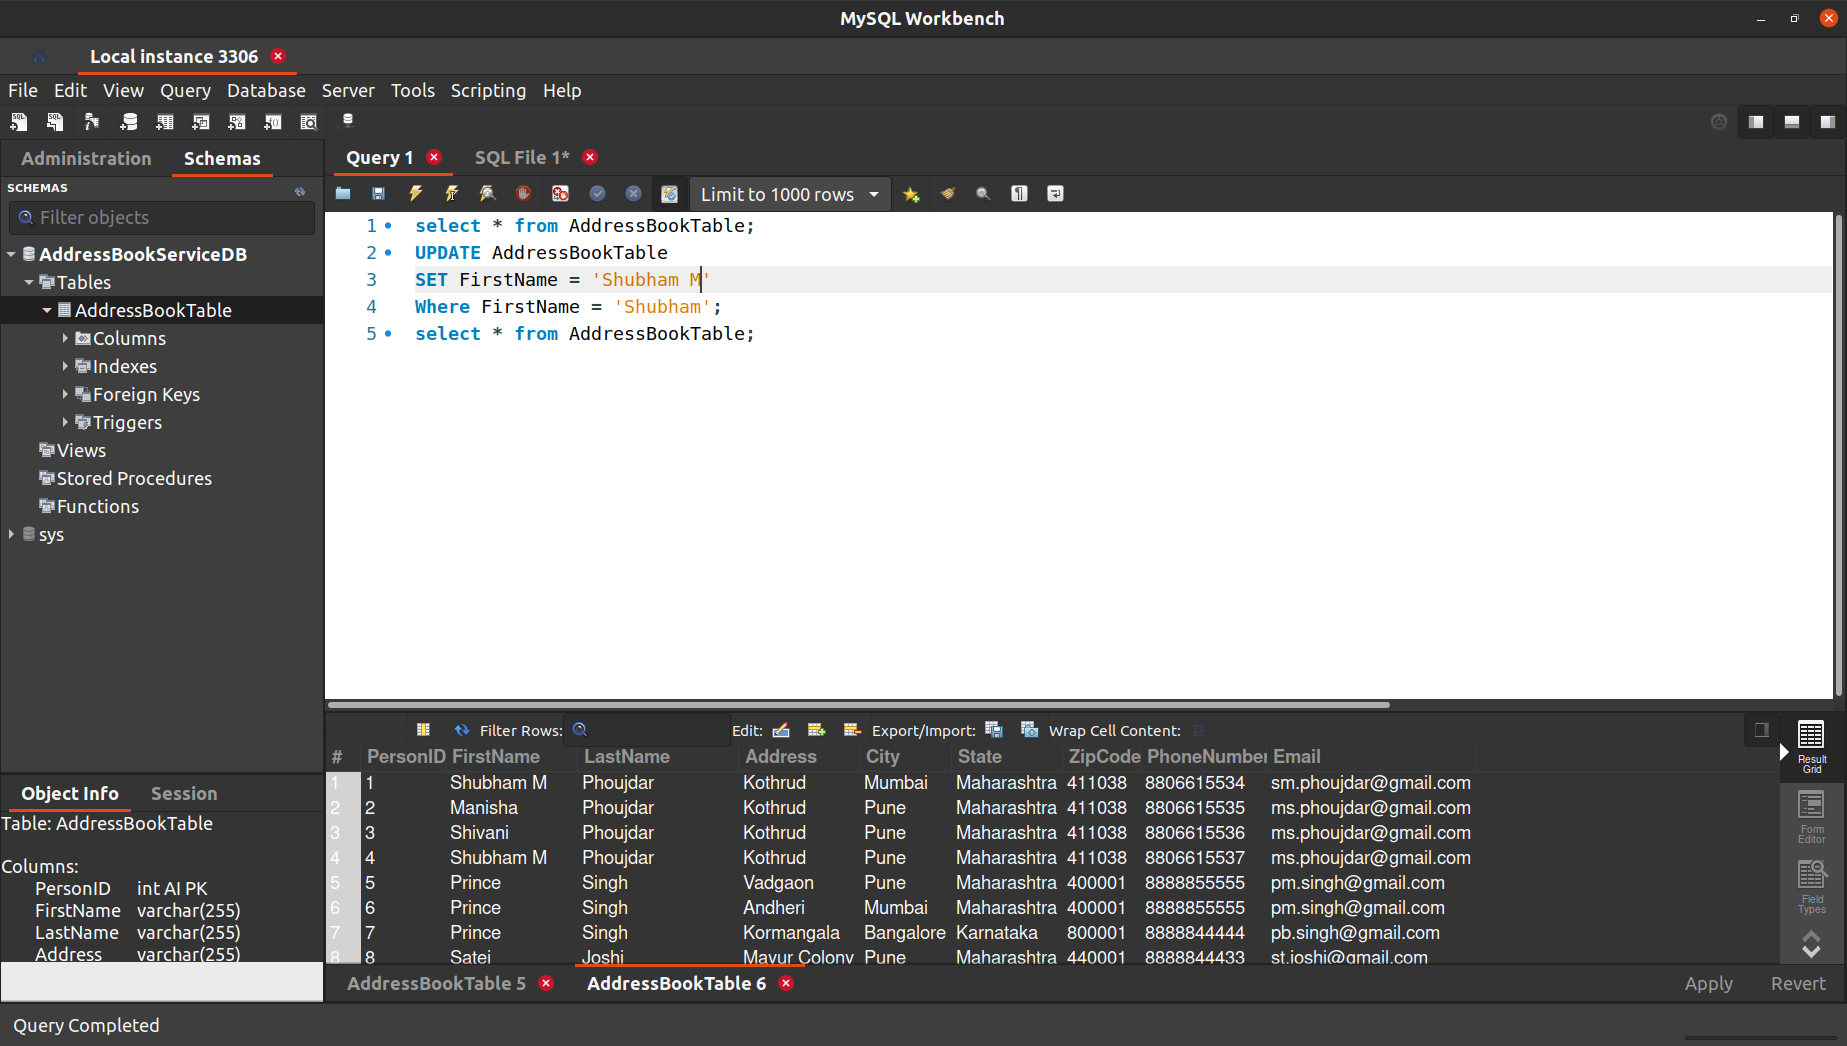 MySQL Workbench
Local instance 3306
File Edit View Query Database Server Tools Scripting Help
Administration Schemas
SCHEMAS
Filter objects
AddressBookServiceDB
Tables
AddressBookTable
Columns
Indexes
Foreign Keys
Triggers
Views
Stored Procedures
Functions
sys
Query 1 SQL File 1*
Limit to 1000 rows
1 select * from AddressBookTable;
2 UPDATE AddressBookTable
3 SET FirstName = 'Shubham M'
4 Where FirstName = 'Shubham';
5 select * from AddressBookTable;
Filter Rows: Edit: Export/Import: Wrap Cell Content:
# PersonID FirstName LastName Address City State ZipCode PhoneNumber Email
1 1 Shubham M Phoujdar Kothrud Mumbai Maharashtra 411038 8806615534 sm.phoujdar@gmail.com
2 2 Manisha Phoujdar Kothrud Pune Maharashtra 411038 8806615535 ms.phoujdar@gmail.com
3 3 Shivani Phoujdar Kothrud Pune Maharashtra 411038 8806615536 ms.phoujdar@gmail.com
4 4 Shubham M Phoujdar Kothrud Pune Maharashtra 411038 8806615537 ms.phoujdar@gmail.com
5 5 Prince Singh Vadgaon Pune Maharashtra 400001 8888855555 pm.singh@gmail.com
6 6 Prince Singh Andheri Mumbai Maharashtra 400001 8888855555 pm.singh@gmail.com
7 7 Prince Singh Kormangala Bangalore Karnataka 800001 8888844444 pb.singh@gmail.com
8 8 Satej Joshi Mayur Colony Pune Maharashtra 440001 8888844433 st.joshi@gmail.com
Result Grid
Form Editor
Field Types
AddressBookTable 5 AddressBookTable 6
Apply Revert
Object Info Session
Table: AddressBookTable
Columns:
PersonID int AI PK
FirstName varchar(255)
LastName varchar(255)
Address varchar(255)
Query Completed